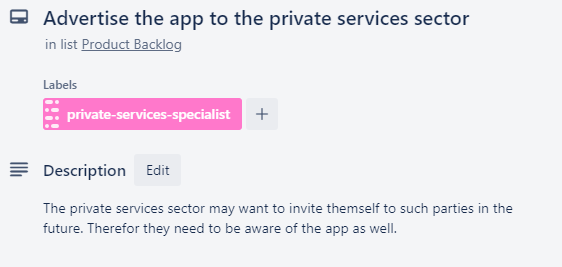 Advertise the app to the private services sector
in list Product Backlog
Labels
private-services-specialist
+
Description
Edit
The private services sector may want to invite themself to such parties in the
future. Therefor they need to be aware of the app as well.